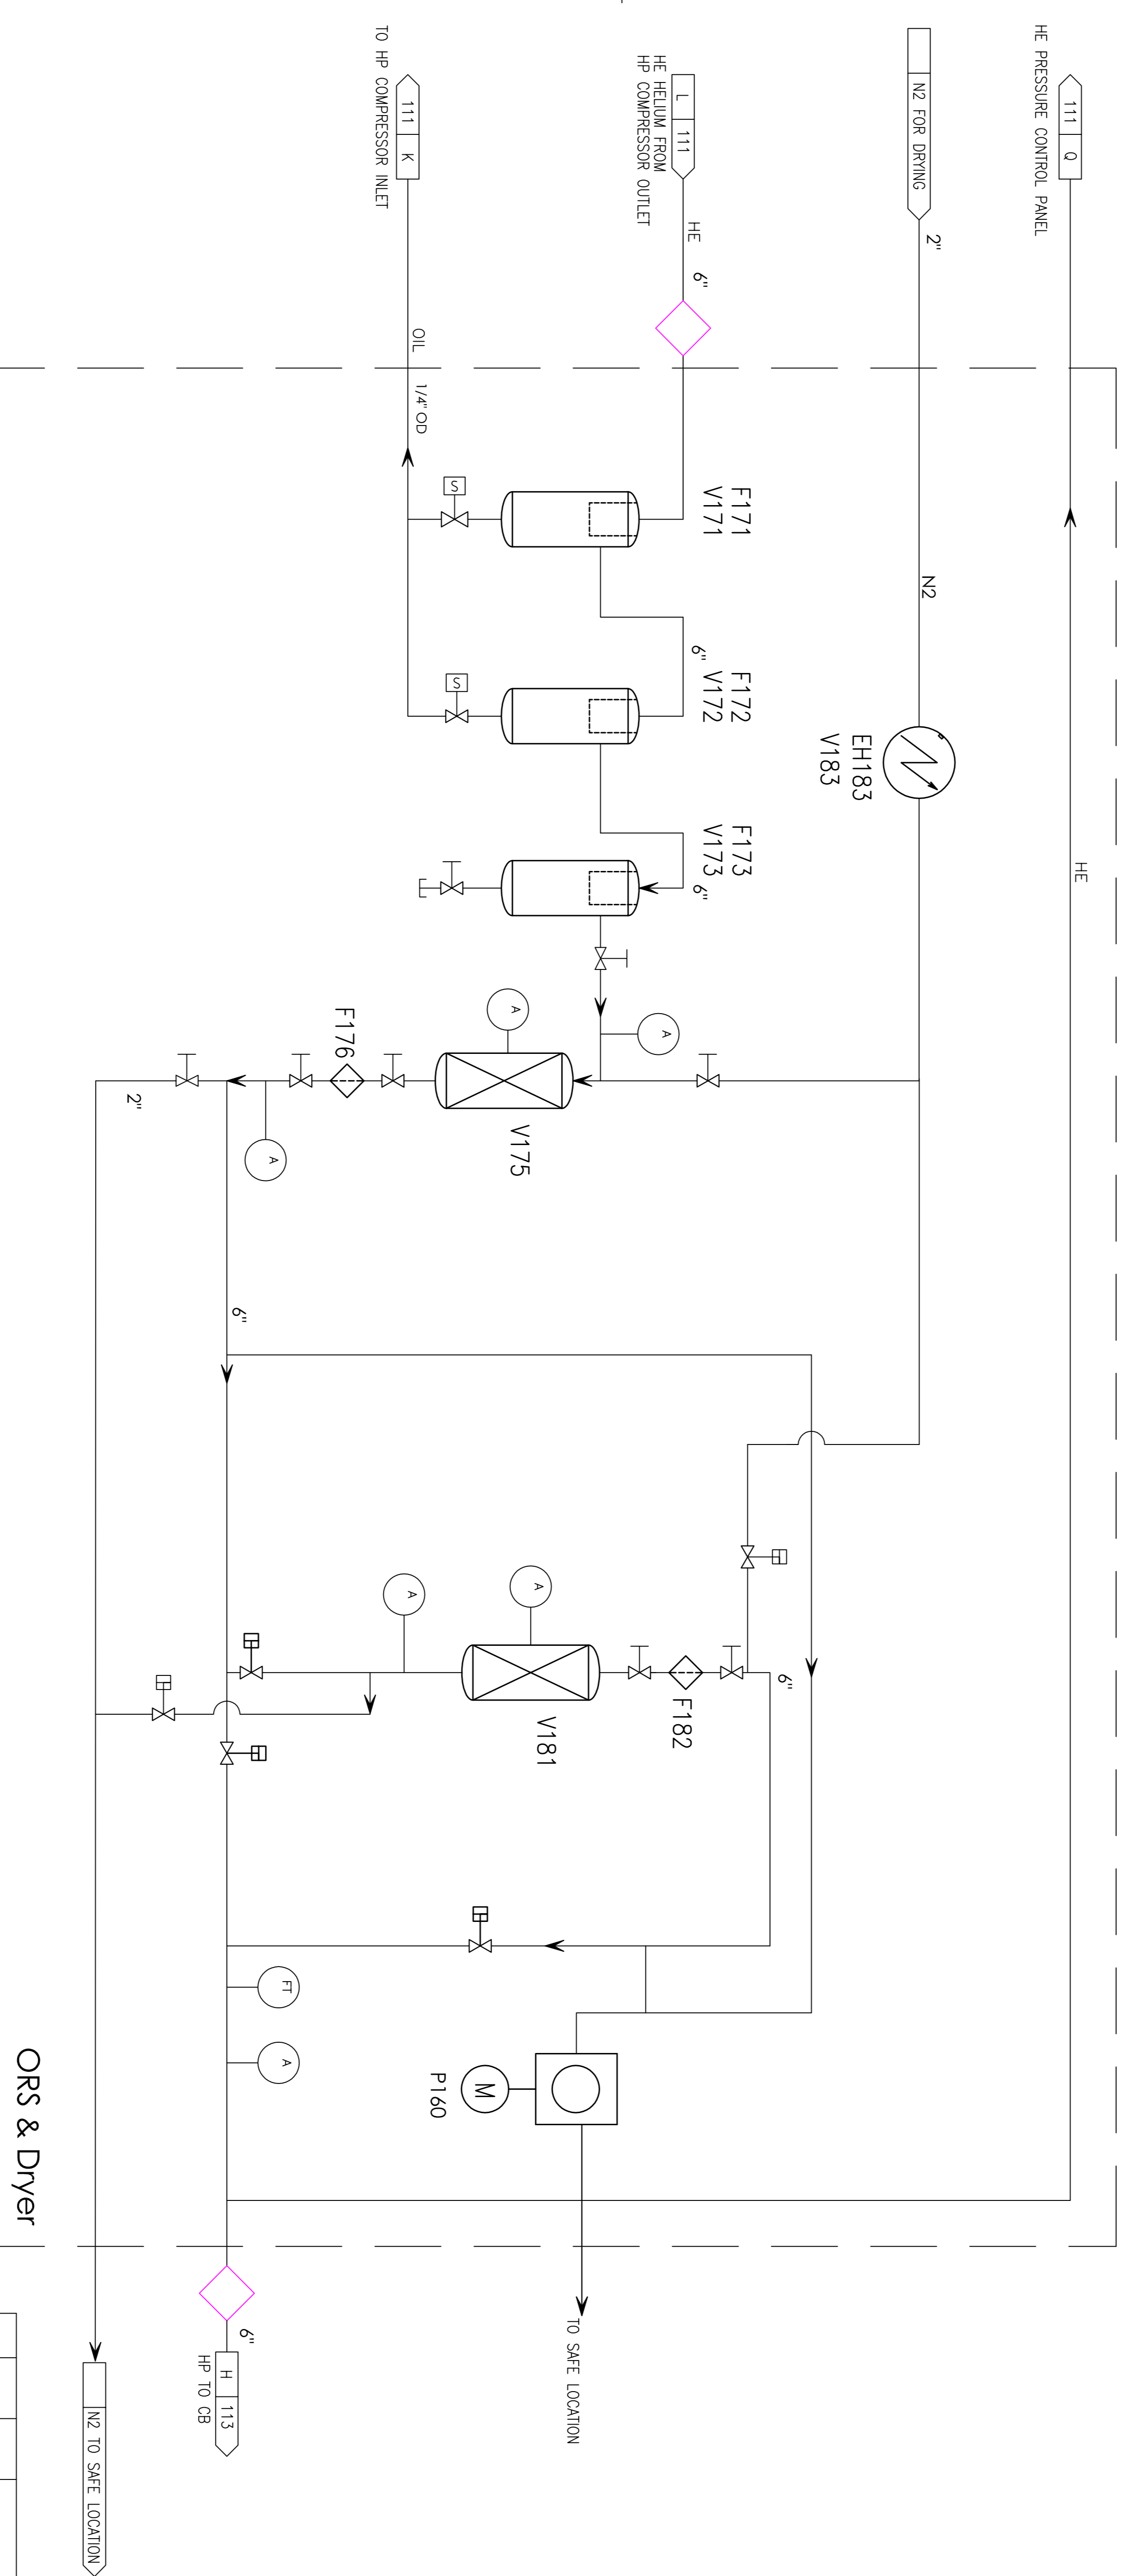 HE PRESSURE CONTROL PANEL
111 Q
HE
N2 FOR DRYING
2"
N2
EH183
V183
L 111
HE HELIUM FROM
HP COMPRESSOR OUTLET
HE
6"
F171
V171
6"
F172
V172
F173
V173
6"
111 K
TO HP COMPRESSOR INLET
OIL
1/4" OD
S
S
A
A
V175
F176
A
2"
6"
6"
F182
V181
A
A
FT
A
M
P160
TO SAFE LOCATION
6"
H 113
HP TO CB
N2 TO SAFE LOCATION
ORS & Dryer